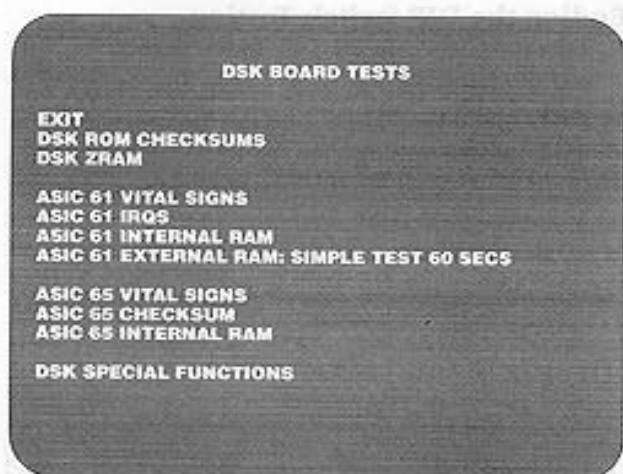 DSK BOARD TESTS
EXIT
DSK ROM CHECKSUMS
DSK ZRAM
ASIC 61 VITAL SIGNS
ASIC 61 IRQS
ASIC 61 INTERNAL RAM
ASIC 61 EXTERNAL RAM: SIMPLE TEST 60 SECS
ASIC 65 VITAL SIGNS
ASIC 65 CHECKSUM
ASIC 65 INTERNAL RAM
DSK SPECIAL FUNCTIONS